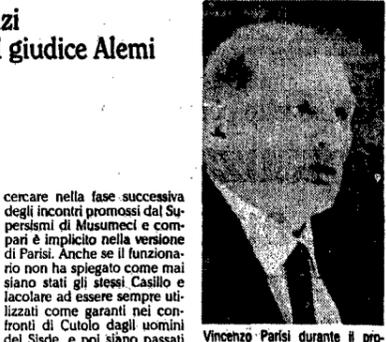 zi
giudice Alemi
cercare nella fase successiva
degli incontri promossi dal Su-
persismi di Musumeci e com-
pari è implicito nella versione
di Parisi. Anche se il funziona-
rio non ha spiegato come mai
siano stati gli stessi Casillo e
Iacolare ad essere sempre uti-
lizzati come garanti nei con-
fronti di Cutolo dagli uomini
del Sisde, e poi siano passati
Vincenzo Parisi durante il pro-